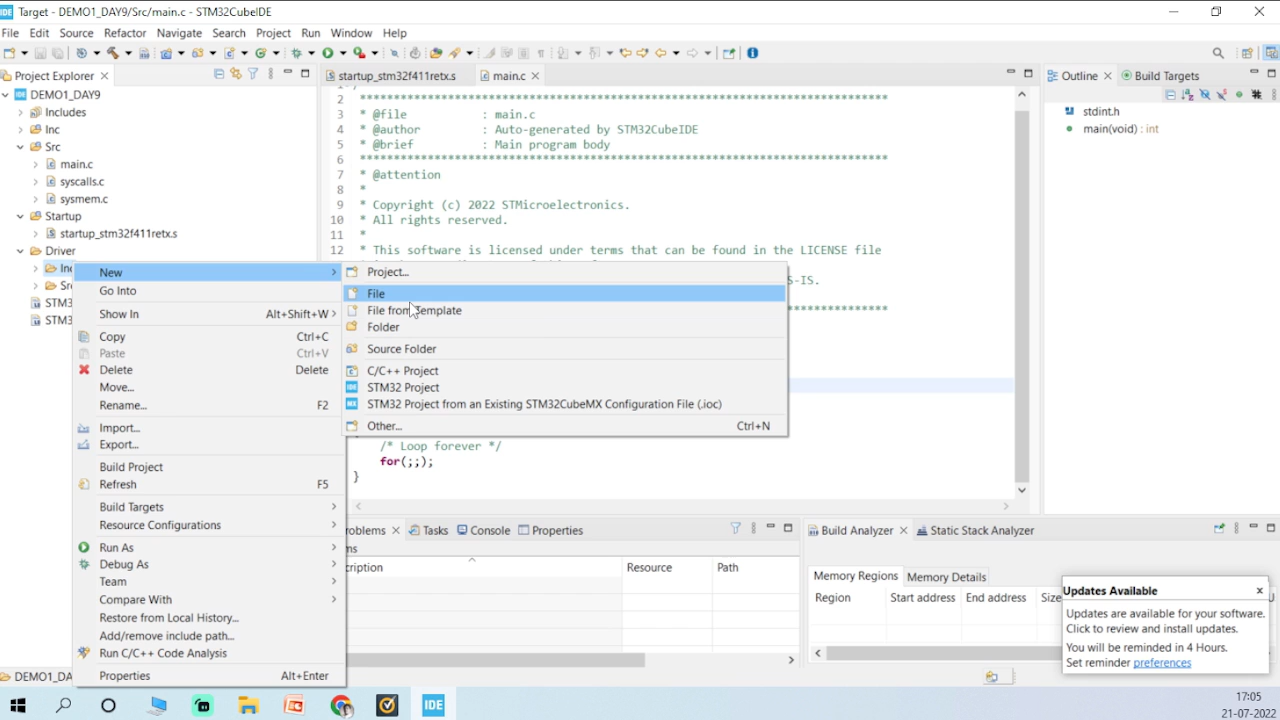 IDE Target - DEMO1_DAY9/Src/main.c - STM32CubeIDE
File Edit Source Refactor Navigate Search Project Run Window Help
Project Explorer
DEMO1_DAY9
Includes
Inc
Src
main.c
syscalls.c
sysmem.c
Startup
startup_stm32f411retx.s
Driver
STM3
STM3
New
Go Into
Show In Alt+Shift+W
Copy Ctrl+C
Paste Ctrl+V
Delete Delete
Move...
Rename... F2
Import...
Export...
Build Project
Refresh F5
Build Targets
Resource Configurations
Run As
Debug As
Team
Compare With
Restore from Local History...
Add/remove include path...
Run C/C++ Code Analysis
Properties Alt+Enter
Project...
File
File from Template
Folder
Source Folder
C/C++ Project
STM32 Project
STM32 Project from an Existing STM32CubeMX Configuration File (.ioc)
Other... Ctrl+N
startup_stm32f411retx.s main.c
2 ******************************************************************************
3 * @file : main.c
4 * @author : Auto-generated by STM32CubeIDE
5 * @brief : Main program body
6 ******************************************************************************
7 * @attention
8 *
9 * Copyright (c) 2022 STMicroelectronics.
10 * All rights reserved.
11 *
12 * This software is licensed under terms that can be found in the LICENSE file
S-IS.
/* Loop forever */
for(;;);
}
Outline Build Targets
stdint.h
main(void) : int
roblems Tasks Console Properties
ms
cription Resource Path
Build Analyzer Static Stack Analyzer
Memory Regions Memory Details
Region Start address End address Size
Updates Available
Updates are available for your software.
Click to review and install updates.
You will be reminded in 4 Hours.
Set reminder preferences
DEMO1_DA
IDE
17:05
21-07-2022